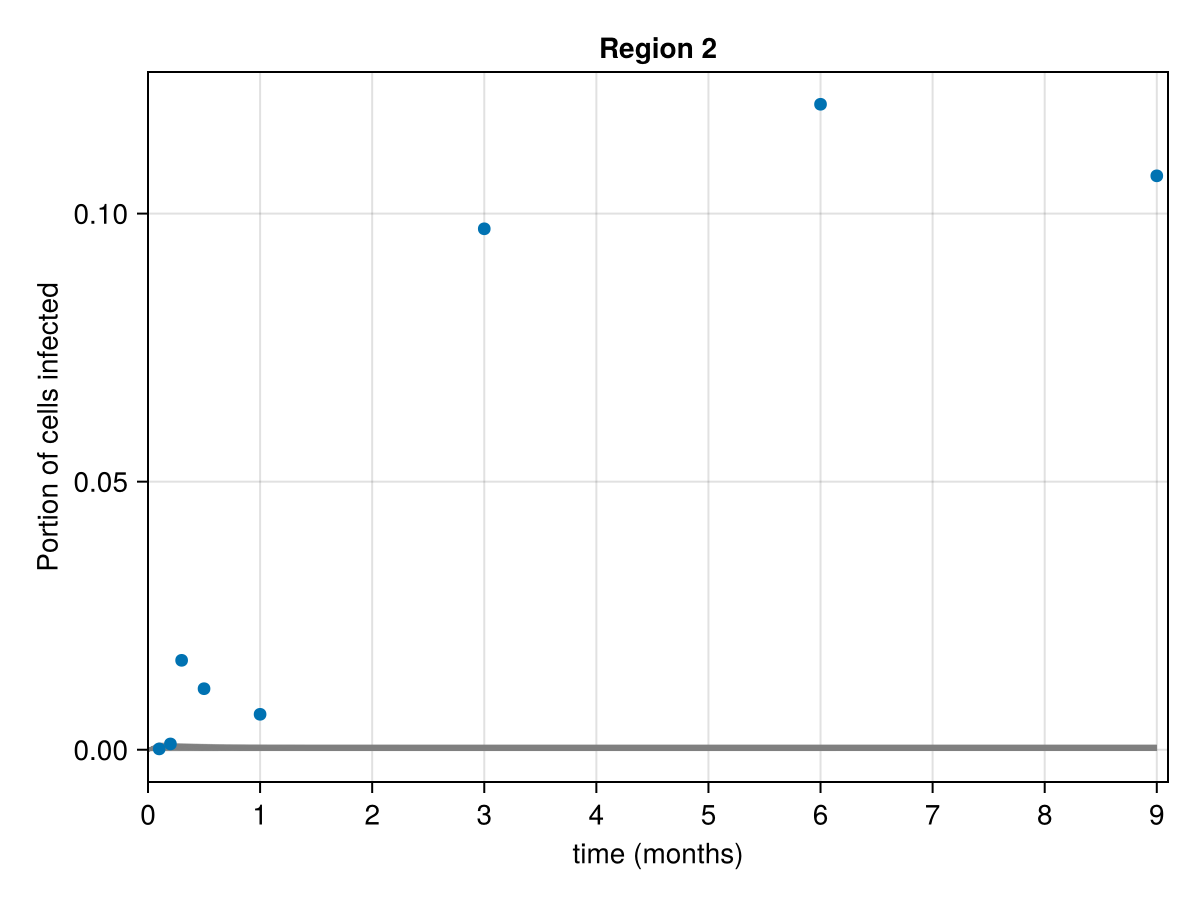 Region 2
Portion of cells infected
0.10
0.05
0.00
0 1 2 3 4 5 6 7 8 9
time (months)